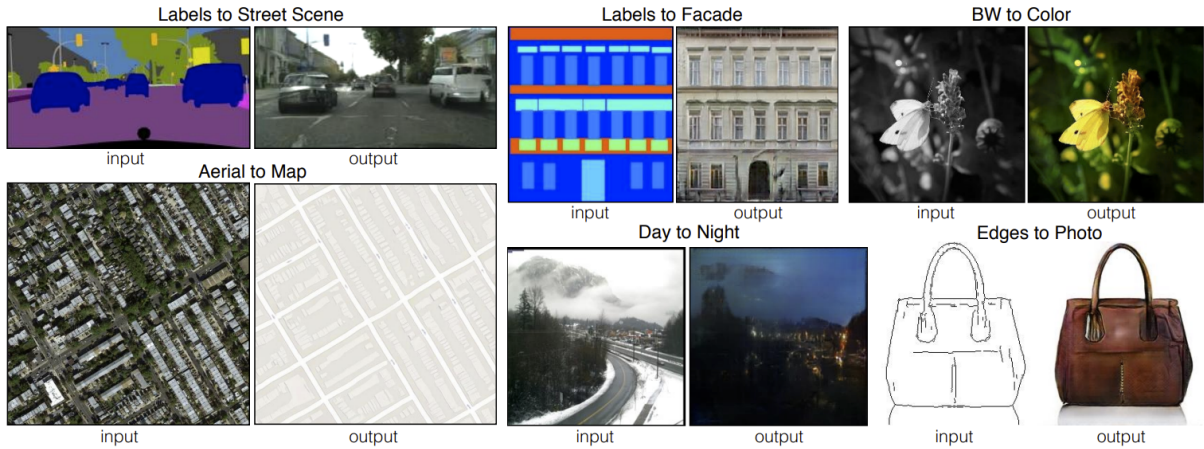 Labels to Street Scene
input
output
Aerial to Map
input
output
Labels to Facade
input
output
BW to Color
input
output
Day to Night
input
output
Edges to Photo
input
output